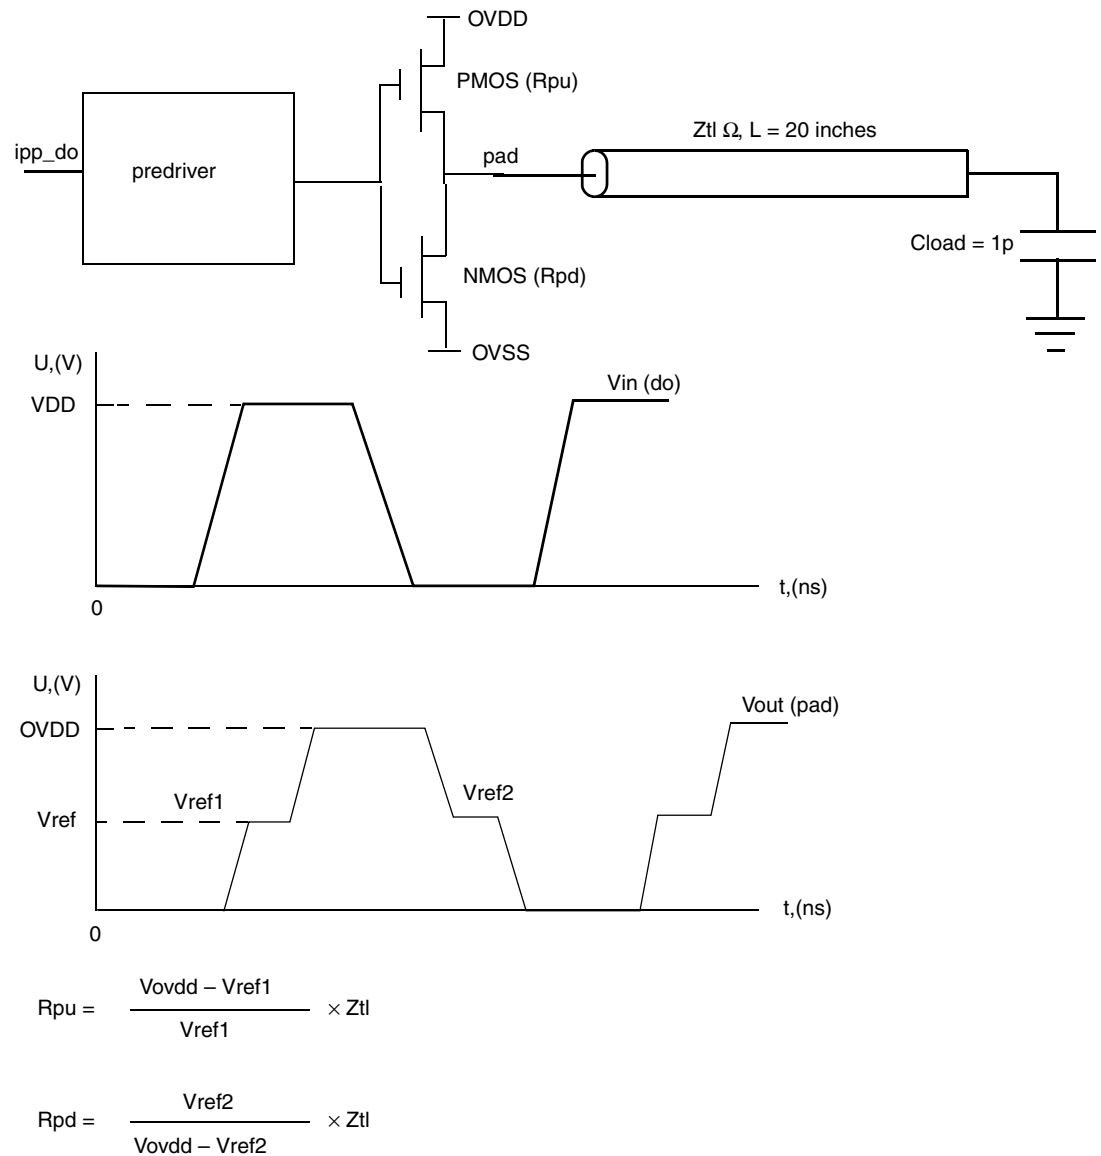 OVDD
PMOS (Rpu)
ipp_do
predriver
pad
Ztl Ω, L = 20 inches
Cload = 1p
NMOS (Rpd)
OVSS
U,(V)
VDD
Vin (do)
t,(ns)
0
U,(V)
OVDD
Vout (pad)
Vref1
Vref2
Vref
t,(ns)
0
Rpu = Vovdd – Vref1 × Ztl
Vref1
Rpd = Vref2 × Ztl
Vovdd – Vref2